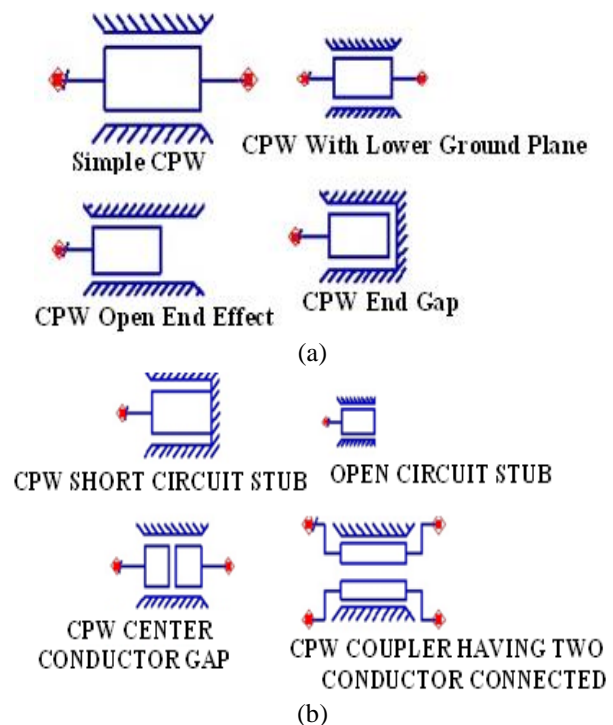 Simple CPW
CPW With Lower Ground Plane
CPW Open End Effect
CPW End Gap
(a)
CPW SHORT CIRCUIT STUB
OPEN CIRCUIT STUB
CPW CENTER
CONDUCTOR GAP
CPW COUPLER HAVING TWO
CONDUCTOR CONNECTED
(b)